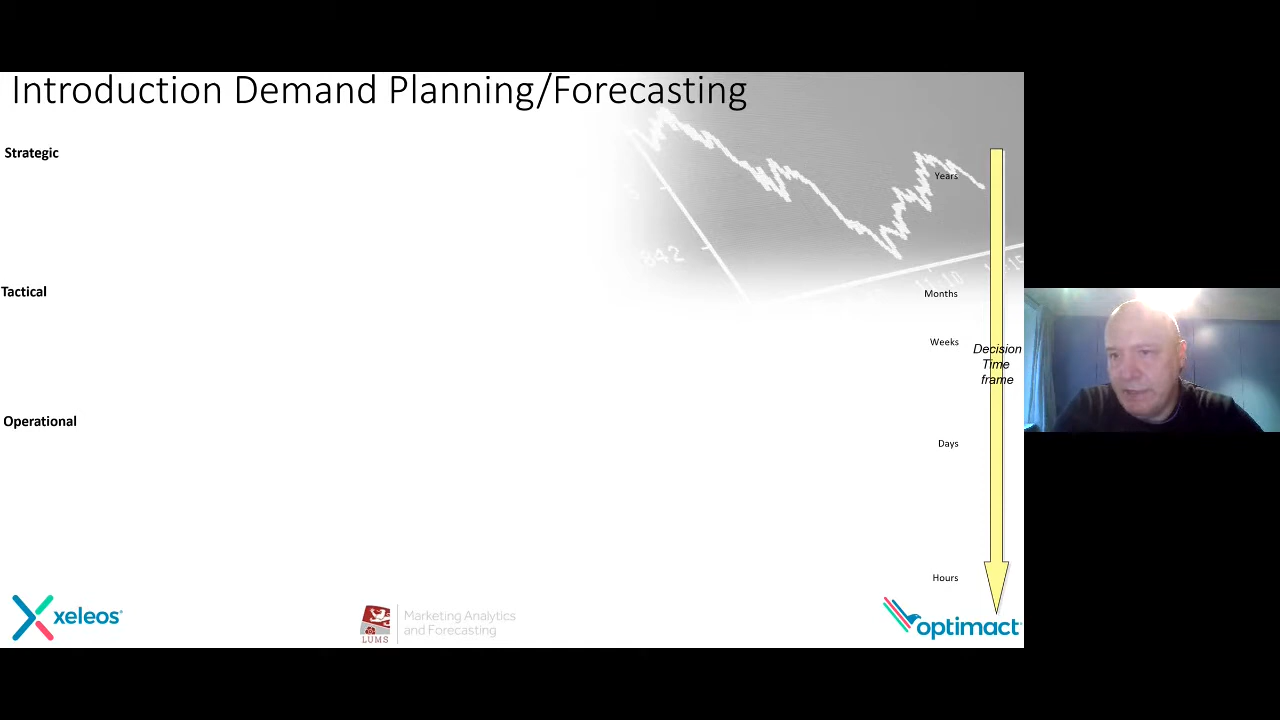 Introduction Demand Planning/Forecasting
Strategic
Years
842
Tactical
Months
Weeks
Decision
Time
frame
Operational
Days
Hours
xeleos
LUMS
Marketing Analytics
and Forecasting
optimact